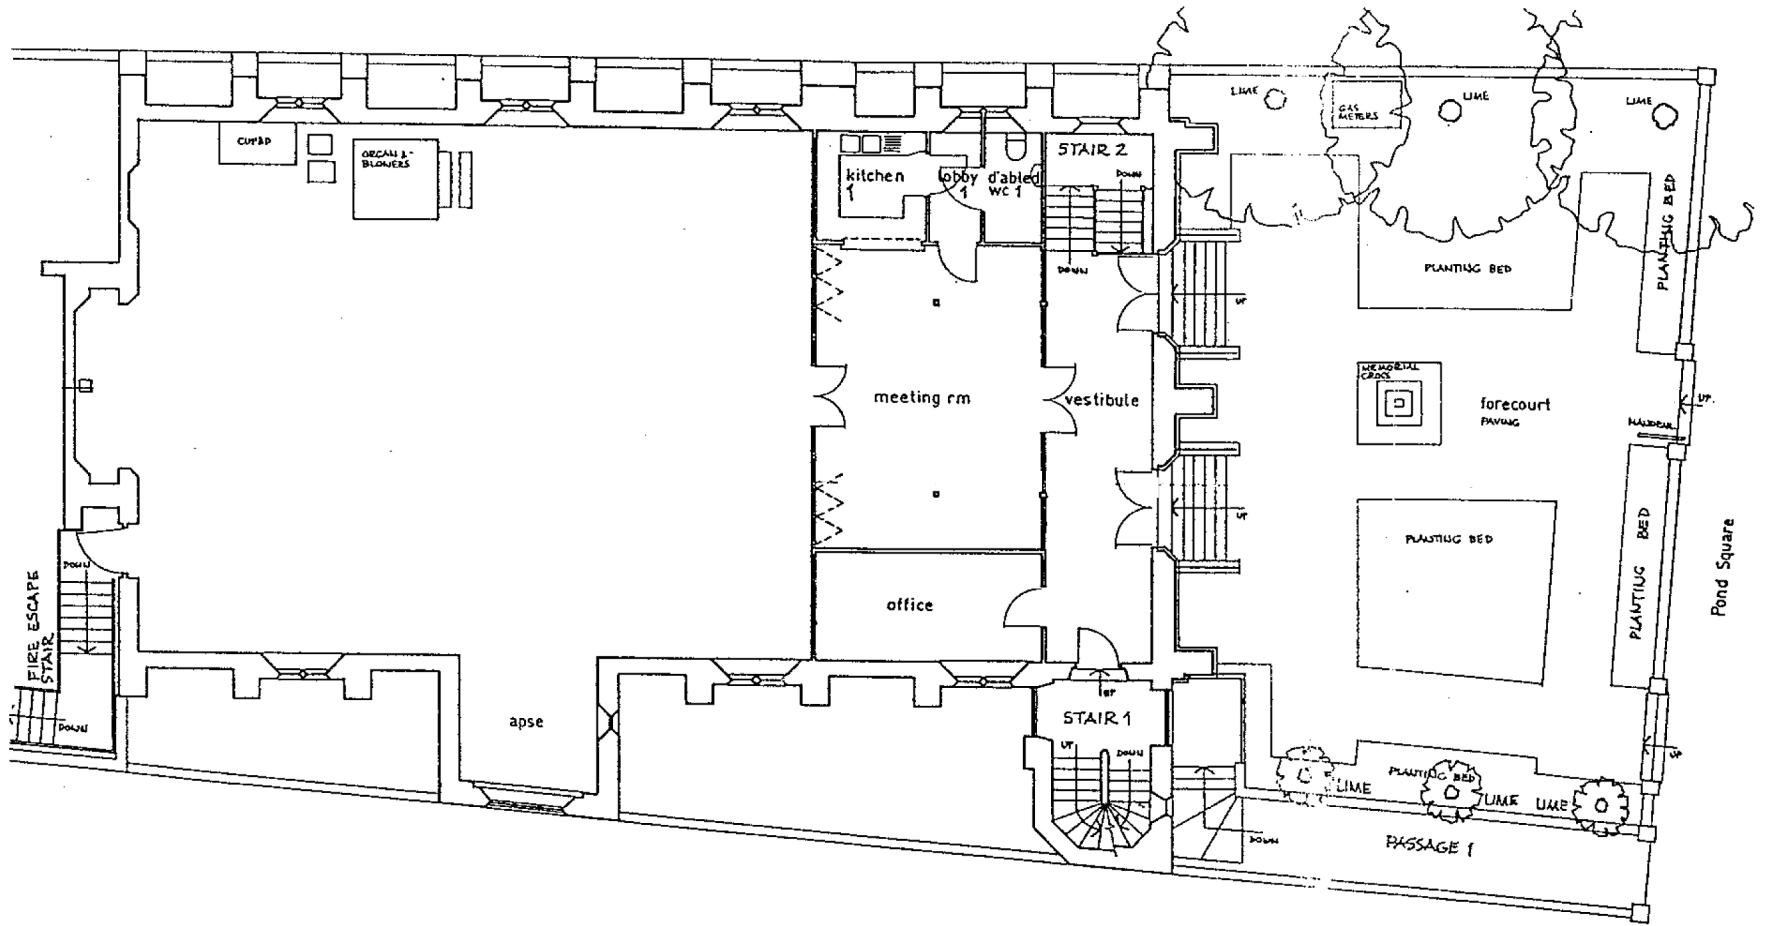 LIME
GAS
METERS
LIME
LIME
CUP'BD
ORGAN &
BLOWERS
kitchen
1
lobby
1
d'abled
WC 1
STAIR 2
DOWN
DOWN
UP
PLANTING BED
PLANTING BED
MEMORIAL
CROSS
meeting rm
vestibule
forecourt
PAVING
UP
HANDRAIL
UP
PLANTING BED
PLANTING BED
Pond Square
DOWN
FIRE ESCAPE
STAIR
DOWN
office
UP
STAIR 1
UP
DOWN
apse
UP
PLANTING BED
LIME
LIME
LIME
DOWN
PASSAGE 1